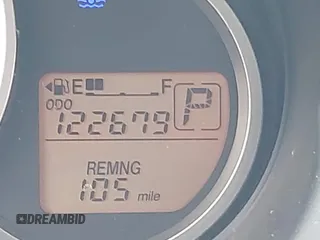 E F
ODO
122679 P
REMNG
105 mile
DREAMBID